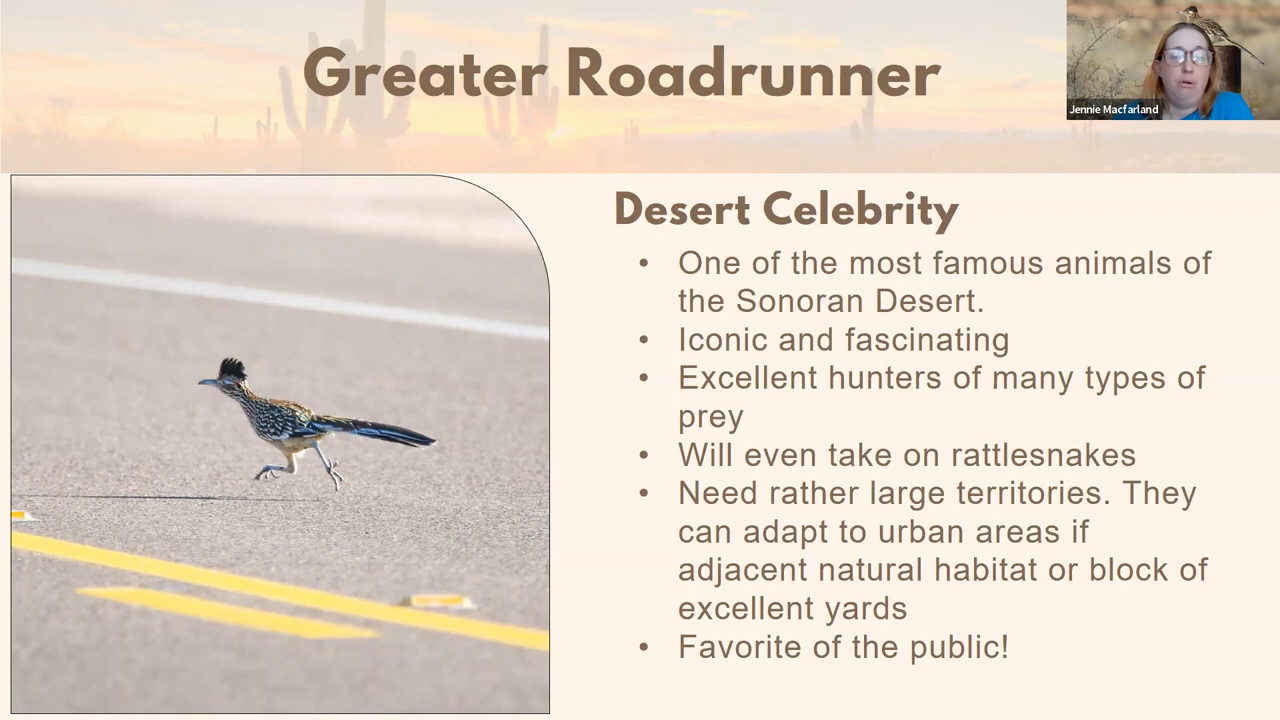 Greater Roadrunner
Jennie Macfarland
Desert Celebrity
• One of the most famous animals of
the Sonoran Desert.
• Iconic and fascinating
• Excellent hunters of many types of
prey
• Will even take on rattlesnakes
• Need rather large territories. They
can adapt to urban areas if
adjacent natural habitat or block of
excellent yards
• Favorite of the public!